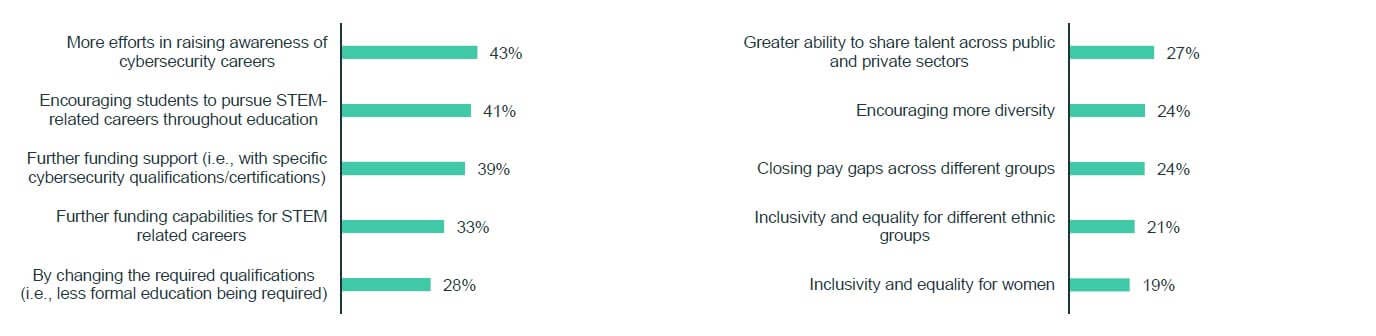 More efforts in raising awareness of
cybersecurity careers
43%
Encouraging students to pursue STEM-
related careers throughout education
41%
Further funding support (i.e., with specific
cybersecurity qualifications/certifications)
39%
Further funding capabilities for STEM
related careers
33%
By changing the required qualifications
(i.e., less formal education being required)
28%
Greater ability to share talent across public
and private sectors
27%
Encouraging more diversity
24%
Closing pay gaps across different groups
24%
Inclusivity and equality for different ethnic
groups
21%
Inclusivity and equality for women
19%